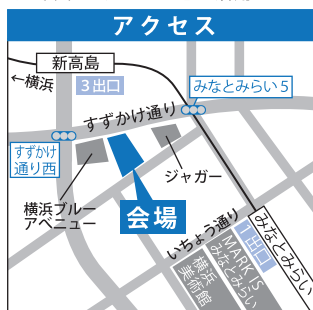 アクセス
新高島
←横浜
3出口
みなとみらい5
すずかけ通り
すずかけ
通り西
ジャガー
横浜ブルー
アベニュー
会場
いちょう通り
みなとみらい
1出口
MARK IS
みなとみらい
横浜
美術館